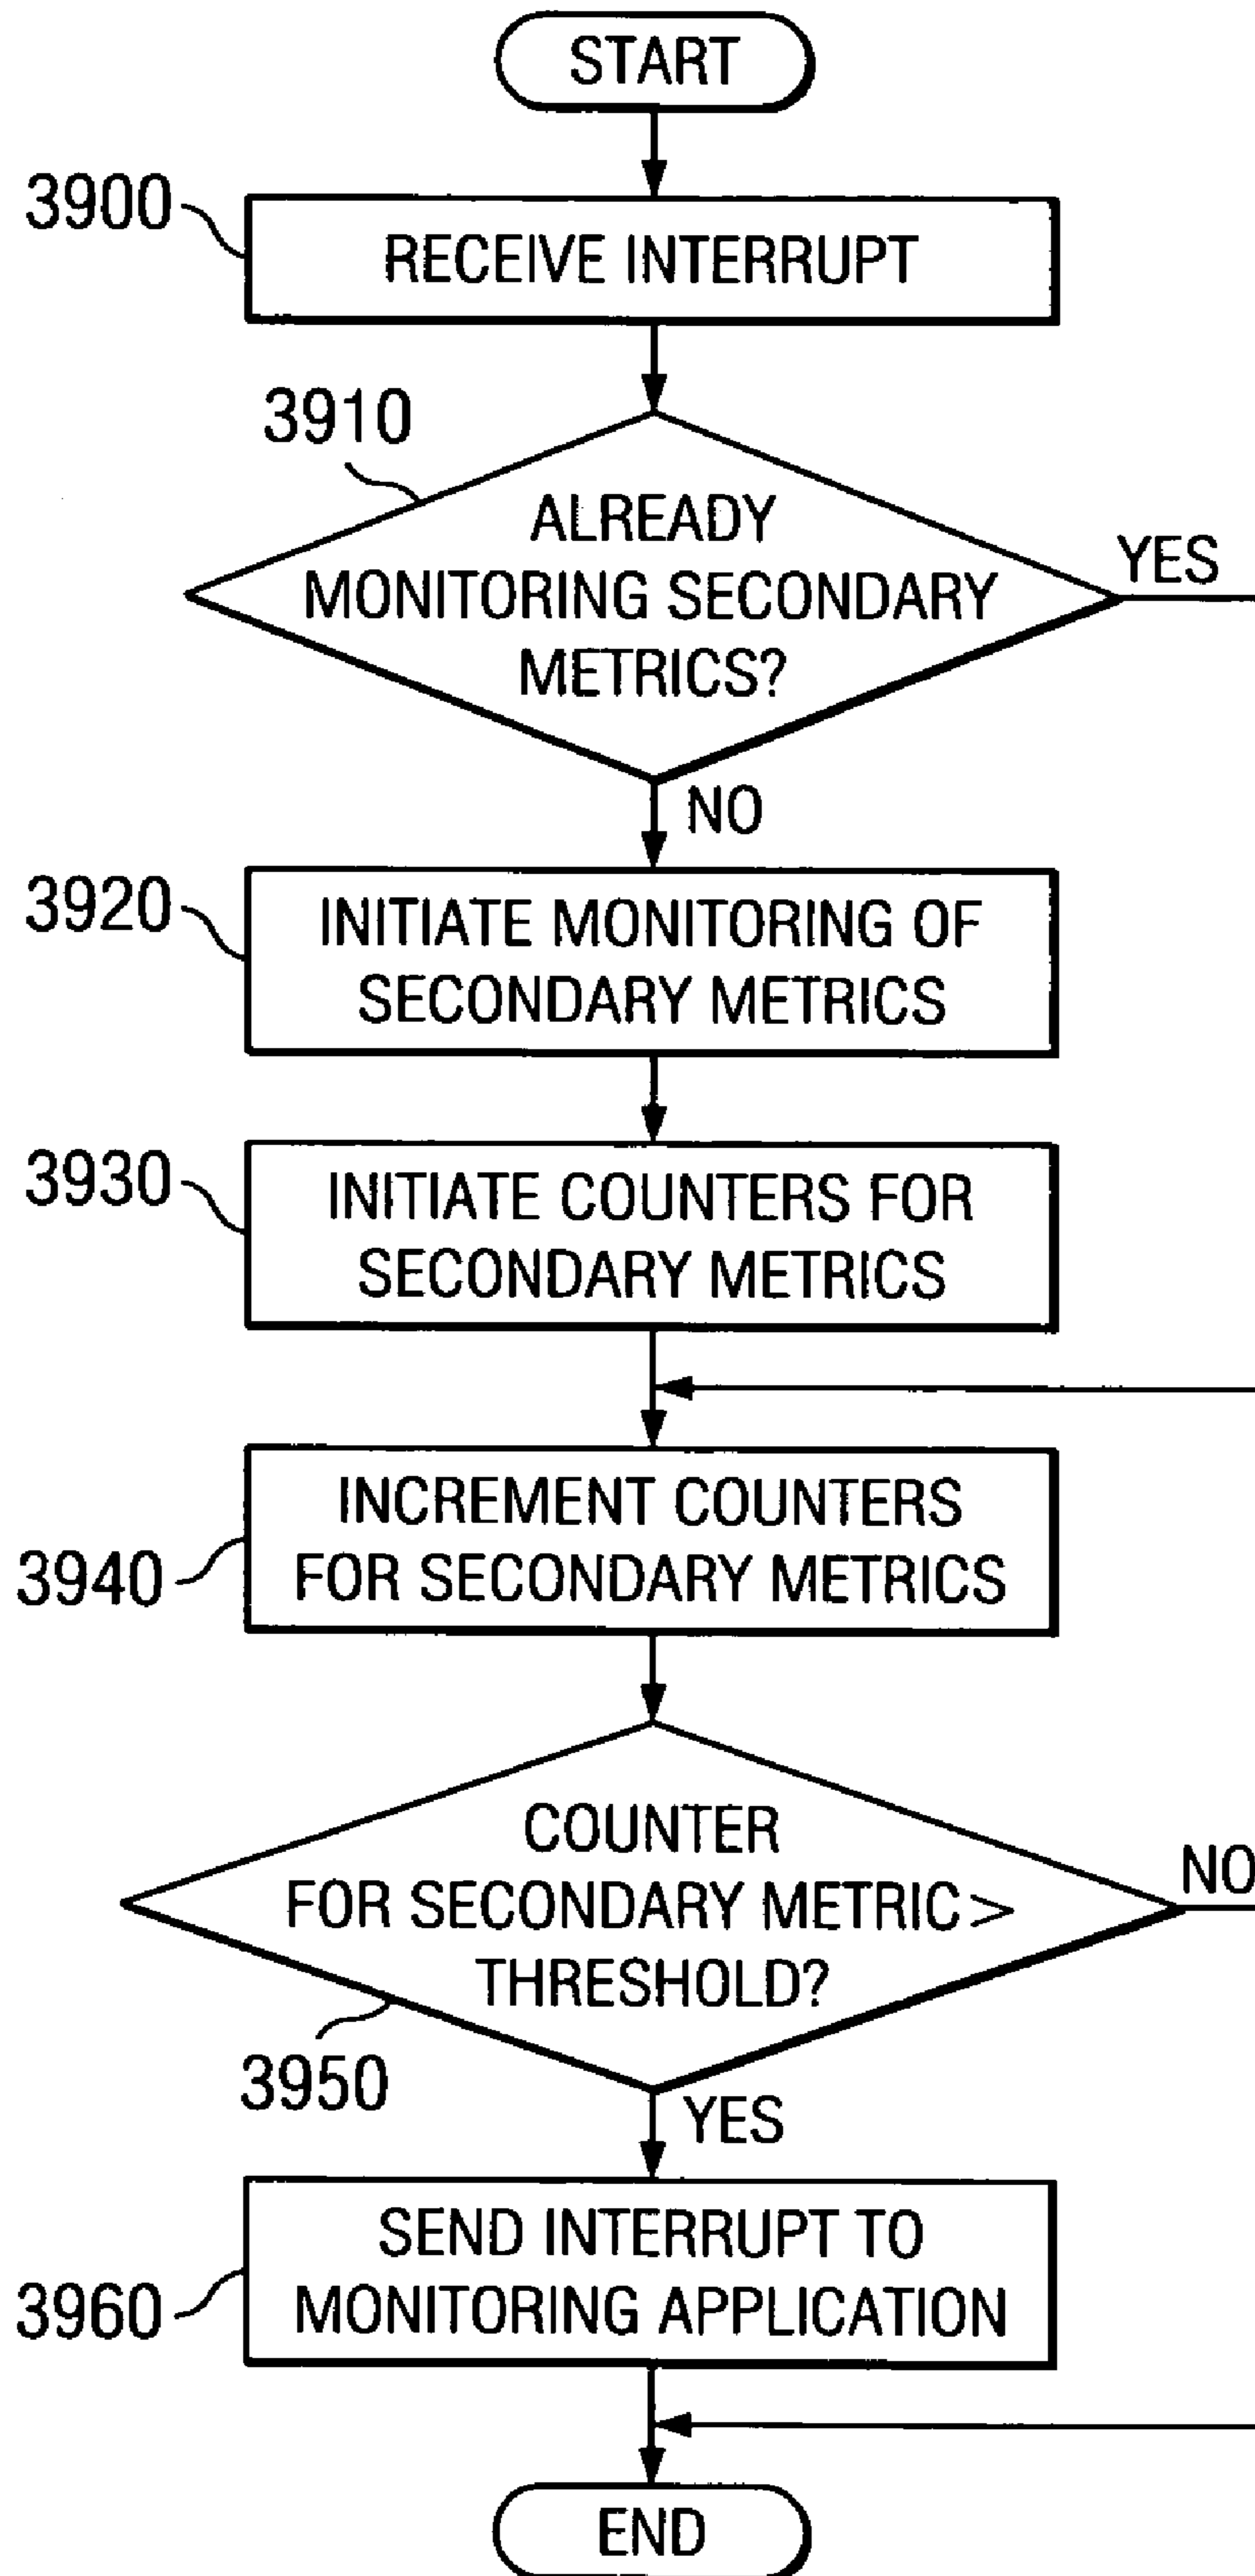 START
3900
RECEIVE INTERRUPT
3910
ALREADY
MONITORING SECONDARY
METRICS?
YES
NO
3920
INITIATE MONITORING OF
SECONDARY METRICS
3930
INITIATE COUNTERS FOR
SECONDARY METRICS
3940
INCREMENT COUNTERS
FOR SECONDARY METRICS
COUNTER
FOR SECONDARY METRIC >
THRESHOLD?
NO
3950
YES
3960
SEND INTERRUPT TO
MONITORING APPLICATION
END